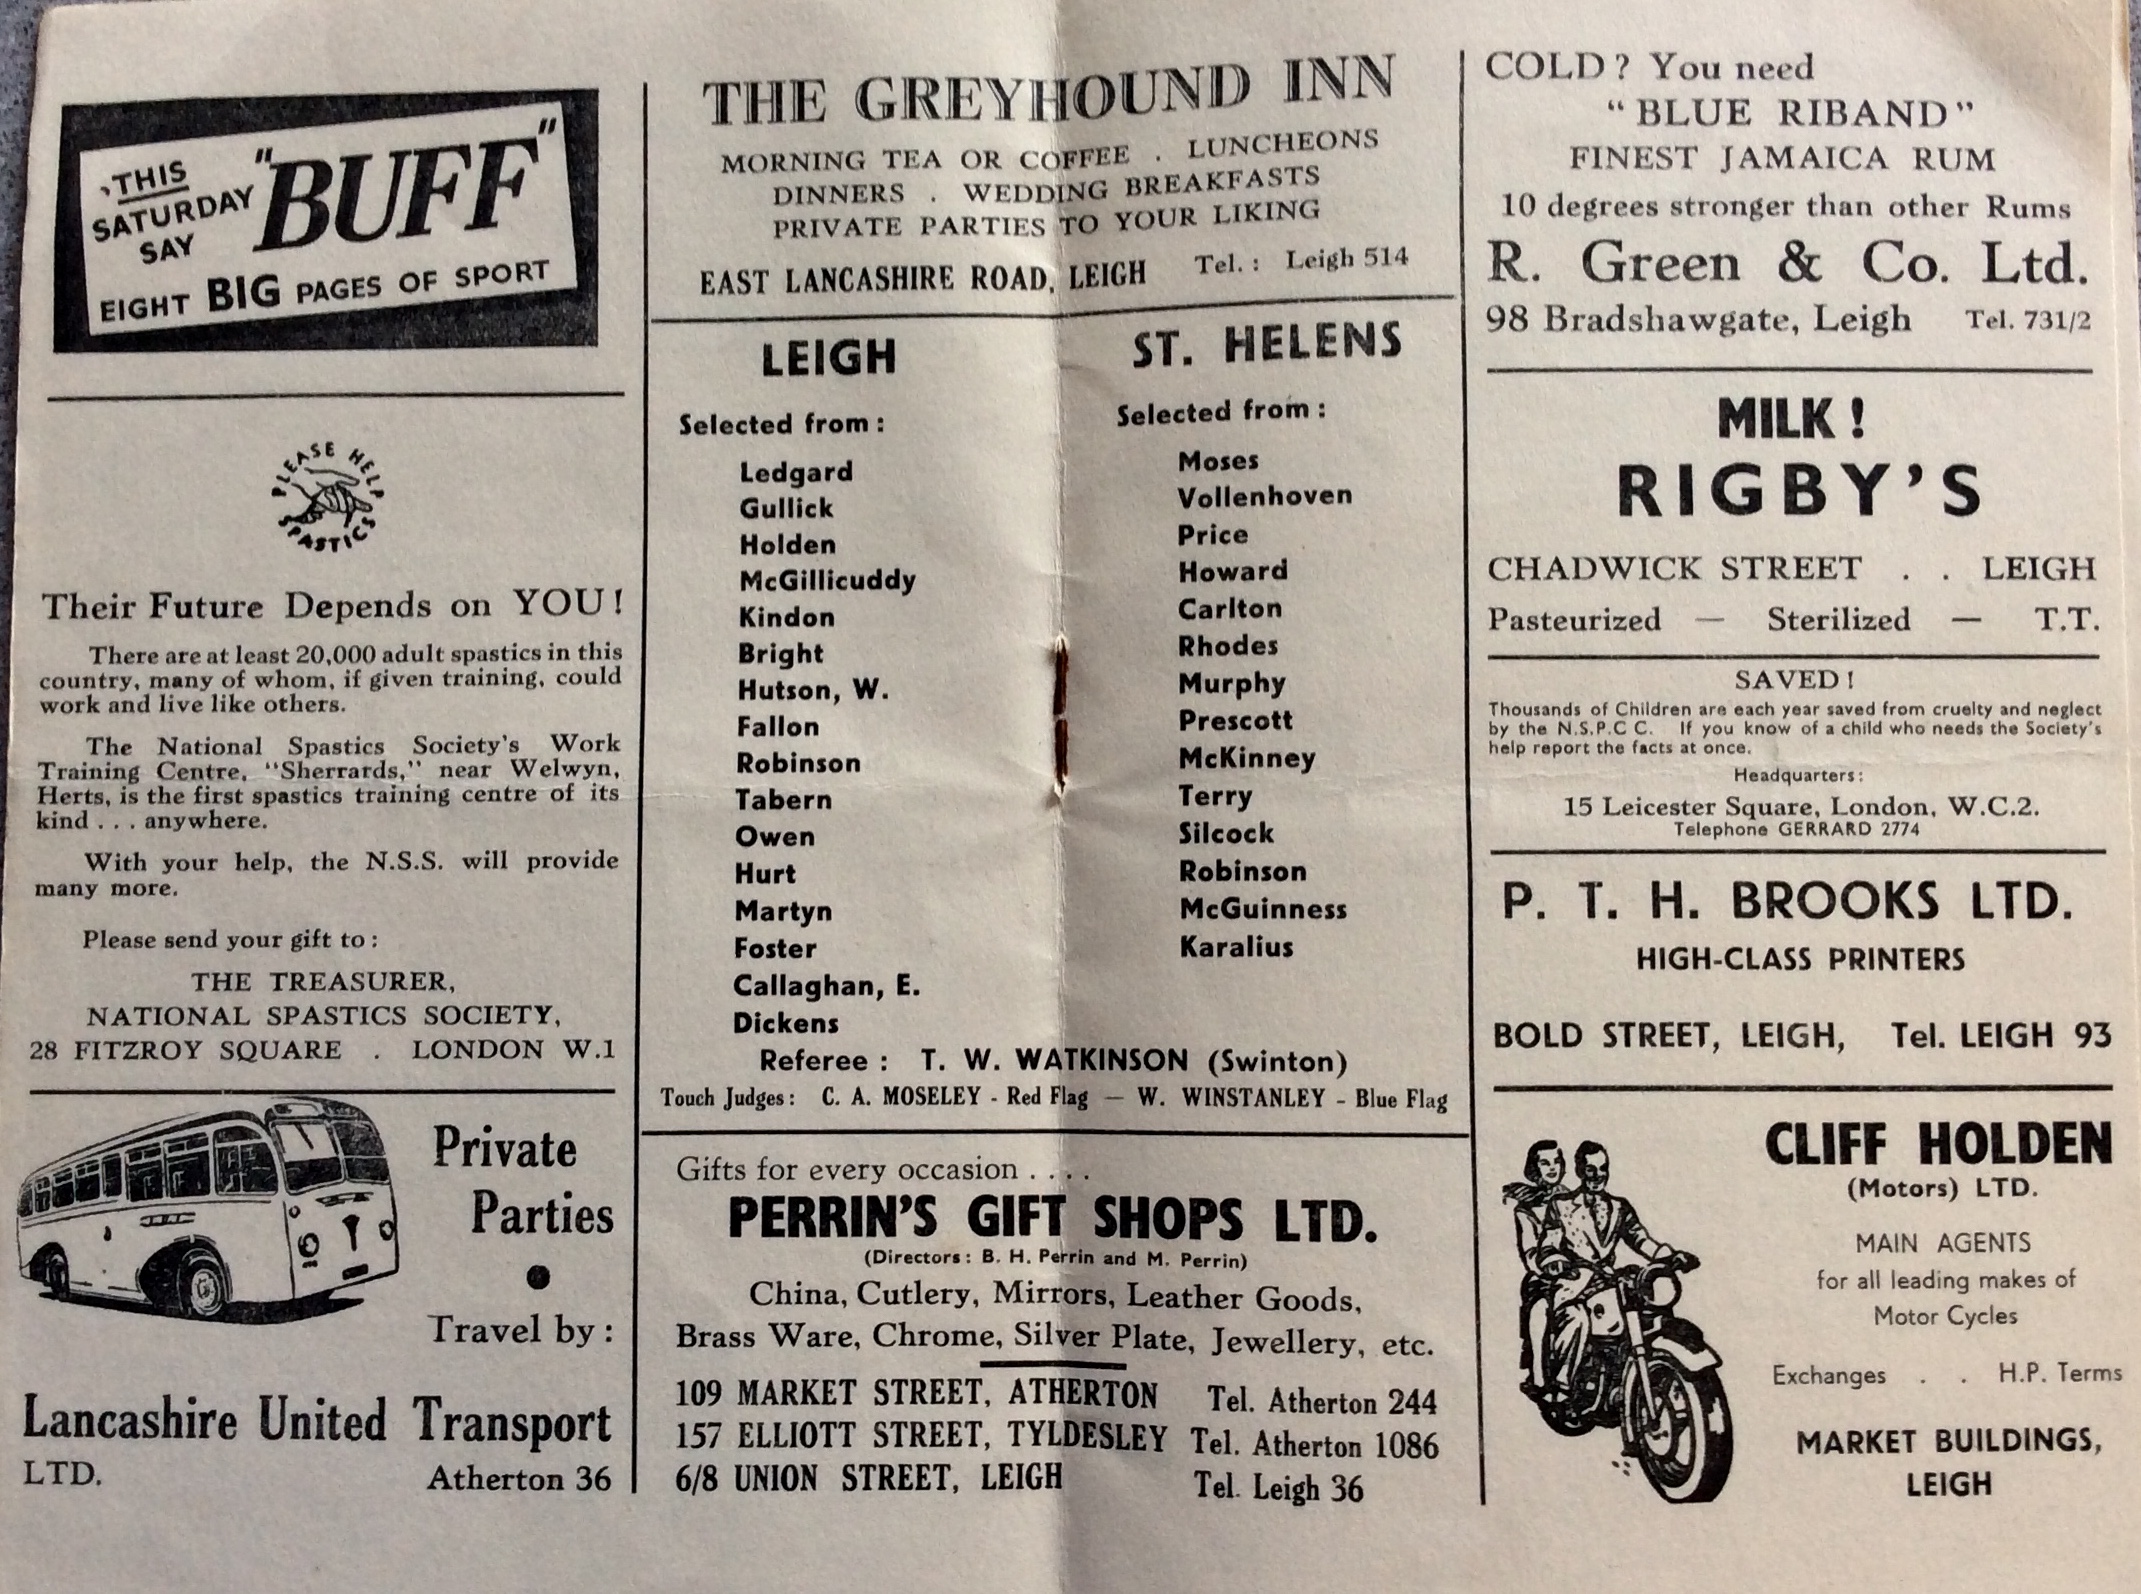 THIS
SATURDAY
SAY
"BUFF"
EIGHT BIG PAGES OF SPORT
PLEASE HELP
SPASTICS
Their Future Depends on YOU!
There are at least 20,000 adult spastics in this
country, many of whom, if given training, could
work and live like others.
The National Spastics Society's Work
Training Centre, "Sherrards," near Welwyn,
Herts, is the first spastics training centre of its
kind . . . anywhere.
With your help, the N.S.S. will provide
many more.
Please send your gift to :
THE TREASURER,
NATIONAL SPASTICS SOCIETY,
28 FITZROY SQUARE . LONDON W.1
Private
Parties
Travel by :
Lancashire United Transport
LTD. Atherton 36
THE GREYHOUND INN
MORNING TEA OR COFFEE . LUNCHEONS
DINNERS . WEDDING BREAKFASTS
PRIVATE PARTIES TO YOUR LIKING
EAST LANCASHIRE ROAD, LEIGH Tel. : Leigh 514
LEIGH
Selected from :
Ledgard
Gullick
Holden
McGillicuddy
Kindon
Bright
Hutson, W.
Fallon
Robinson
Tabern
Owen
Hurt
Martyn
Foster
Callaghan, E.
Dickens
ST. HELENS
Selected from :
Moses
Vollenhoven
Price
Howard
Carlton
Rhodes
Murphy
Prescott
McKinney
Terry
Silcock
Robinson
McGuinness
Karalius
Referee : T. W. WATKINSON (Swinton)
Touch Judges : C. A. MOSELEY - Red Flag — W. WINSTANLEY - Blue Flag
Gifts for every occasion . . . .
PERRIN'S GIFT SHOPS LTD.
(Directors : B. H. Perrin and M. Perrin)
China, Cutlery, Mirrors, Leather Goods,
Brass Ware, Chrome, Silver Plate, Jewellery, etc.
109 MARKET STREET, ATHERTON Tel. Atherton 244
157 ELLIOTT STREET, TYLDESLEY Tel. Atherton 1086
6/8 UNION STREET, LEIGH Tel. Leigh 36
COLD ? You need
"BLUE RIBAND"
FINEST JAMAICA RUM
10 degrees stronger than other Rums
R. Green & Co. Ltd.
98 Bradshawgate, Leigh Tel. 731/2
MILK !
RIGBY'S
CHADWICK STREET . . LEIGH
Pasteurized — Sterilized — T.T.
SAVED !
Thousands of Children are each year saved from cruelty and neglect
by the N.S.P.C C. If you know of a child who needs the Society's
help report the facts at once.
Headquarters :
15 Leicester Square, London, W.C.2.
Telephone GERRARD 2774
P. T. H. BROOKS LTD.
HIGH-CLASS PRINTERS
BOLD STREET, LEIGH, Tel. LEIGH 93
CLIFF HOLDEN
(Motors) LTD.
MAIN AGENTS
for all leading makes of
Motor Cycles
Exchanges . . H.P. Terms
MARKET BUILDINGS,
LEIGH